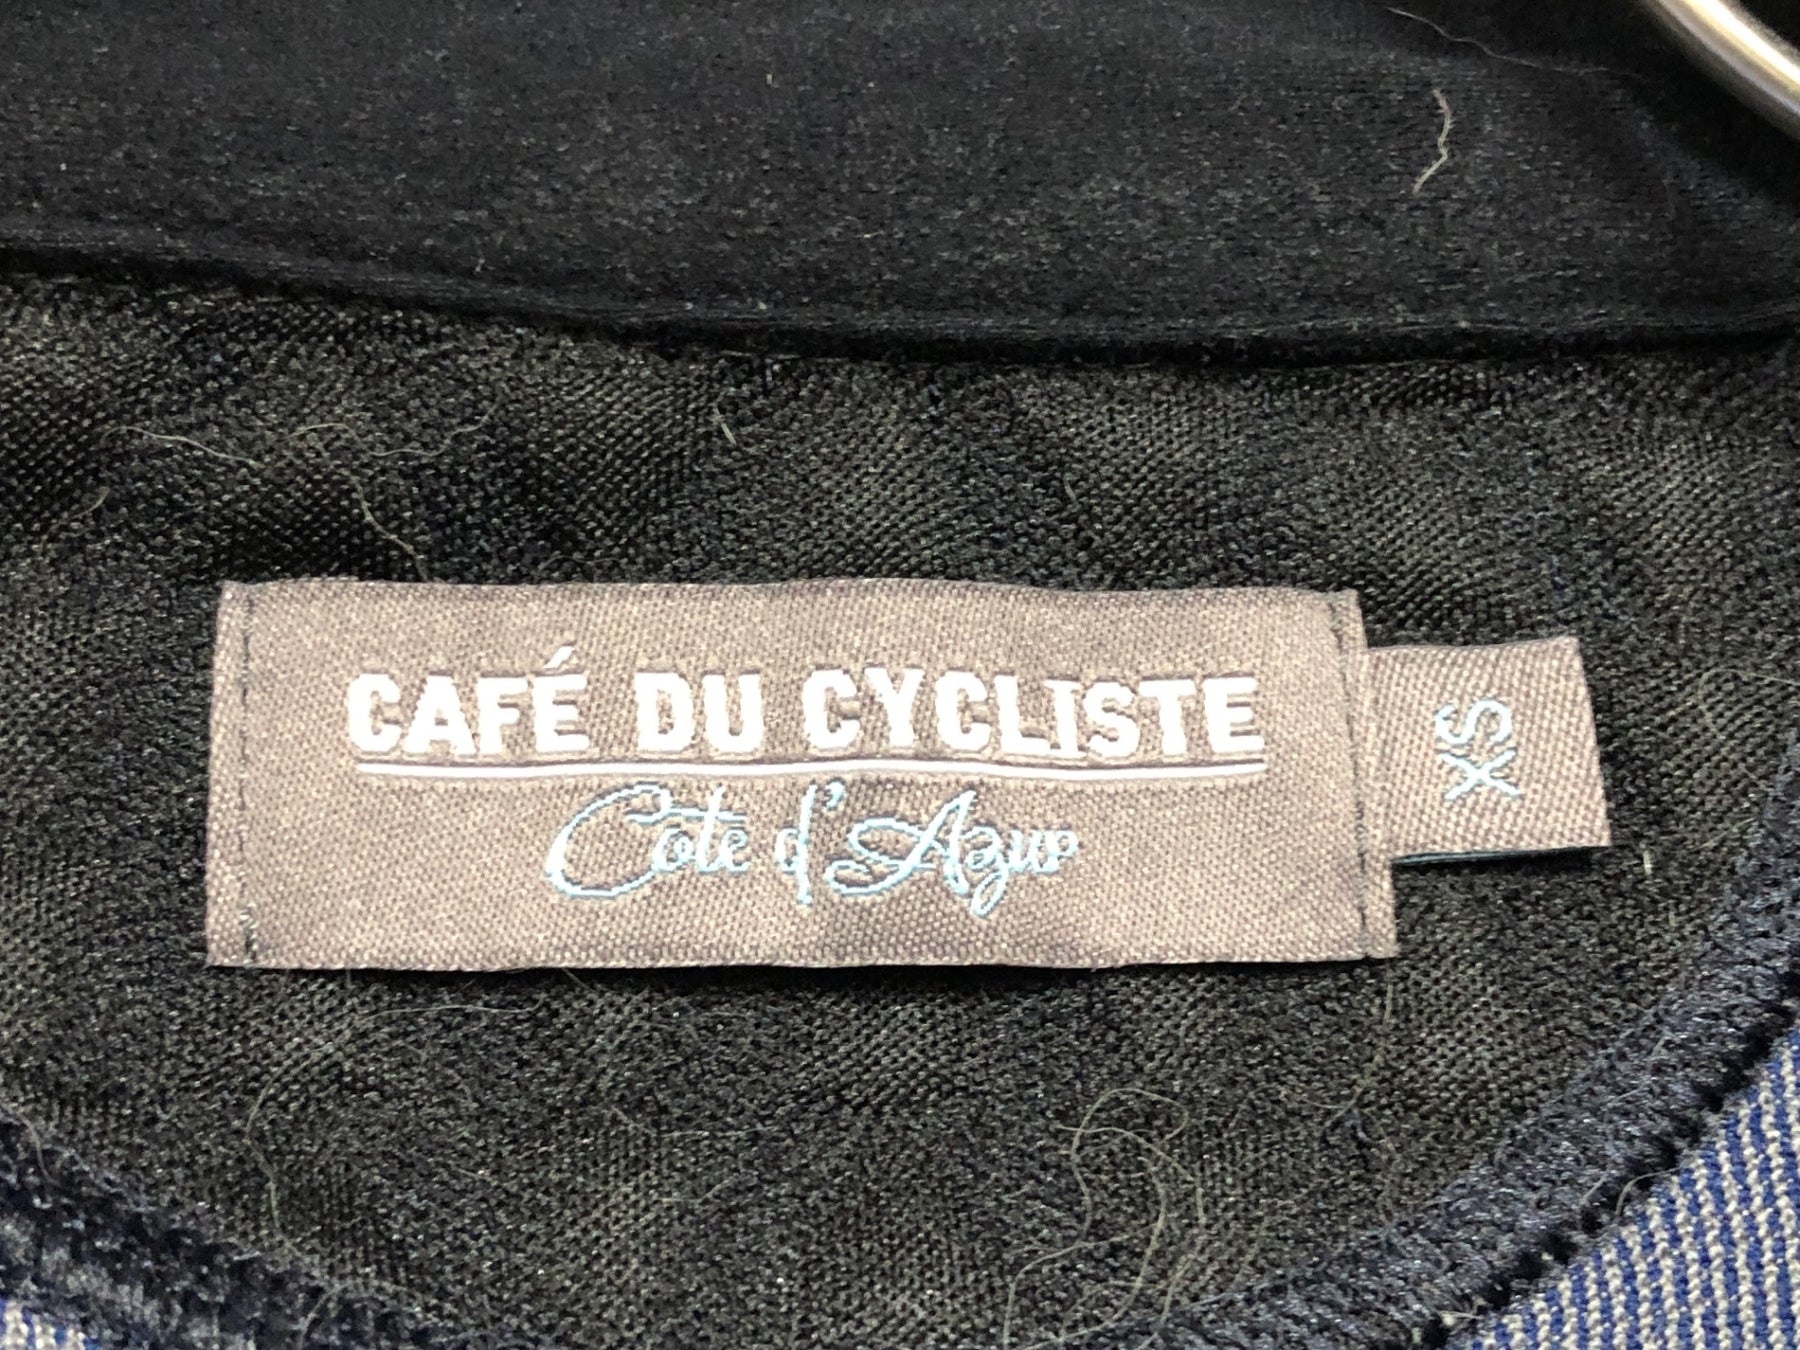 CAFÉ DU CYCLISTE
Côte d'Azur
XS